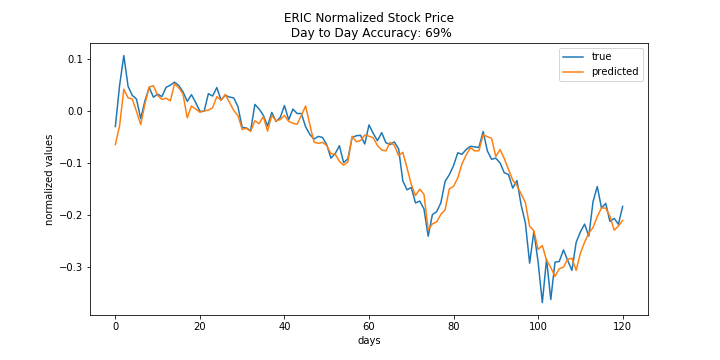 ERIC Normalized Stock Price
Day to Day Accuracy: 69%
true
predicted
normalized values
0.1
0.0
−0.1
−0.2
−0.3
0 20 40 60 80 100 120
days